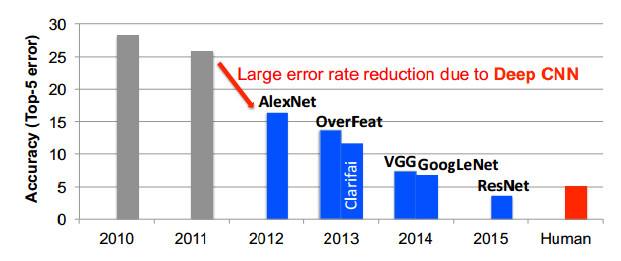 Accuracy (Top-5 error)
30
25
20
15
10
5
0
Large error rate reduction due to Deep CNN
AlexNet
OverFeat
Clarifai
VGG
GoogLeNet
ResNet
2010
2011
2012
2013
2014
2015
Human